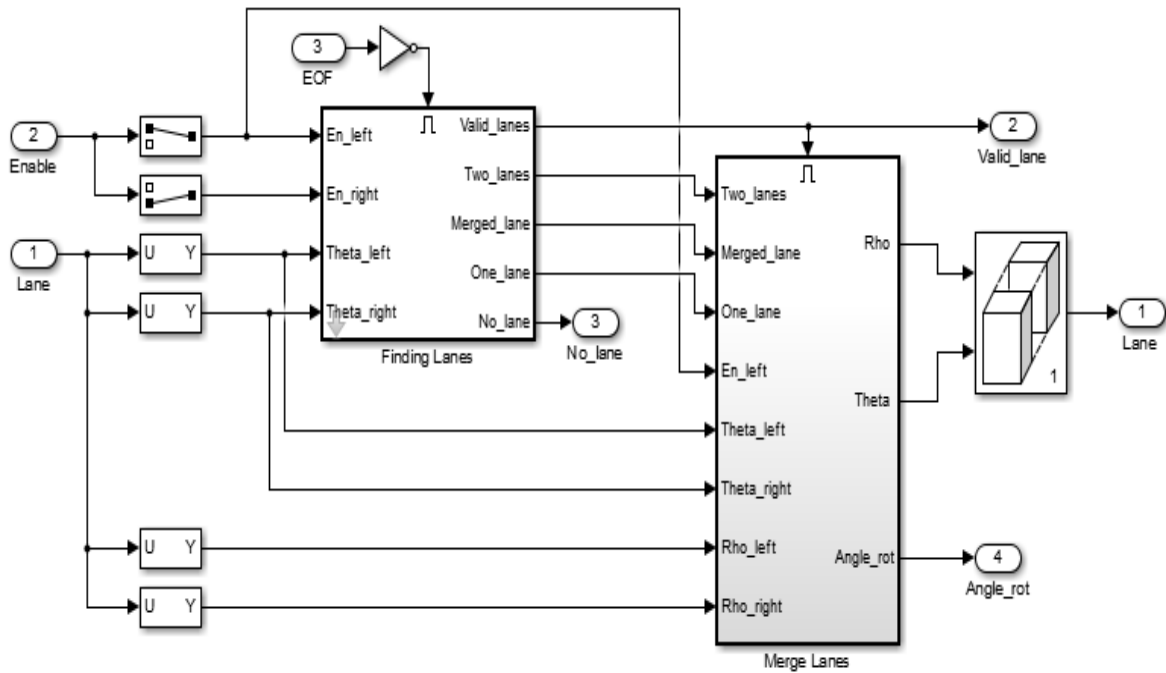 3
EOF
2
Enable
1
Lane
U Y
U Y
U Y
U Y
En_left
En_right
Theta_left
Theta_right
Valid_lanes
Two_lanes
Merged_lane
One_lane
No_lane
Finding Lanes
3
No_lane
2
Valid_lane
Two_lanes
Merged_lane
One_lane
En_left
Theta_left
Theta_right
Rho_left
Rho_right
Rho
Theta
Angle_rot
Merge Lanes
1
1
Lane
4
Angle_rot